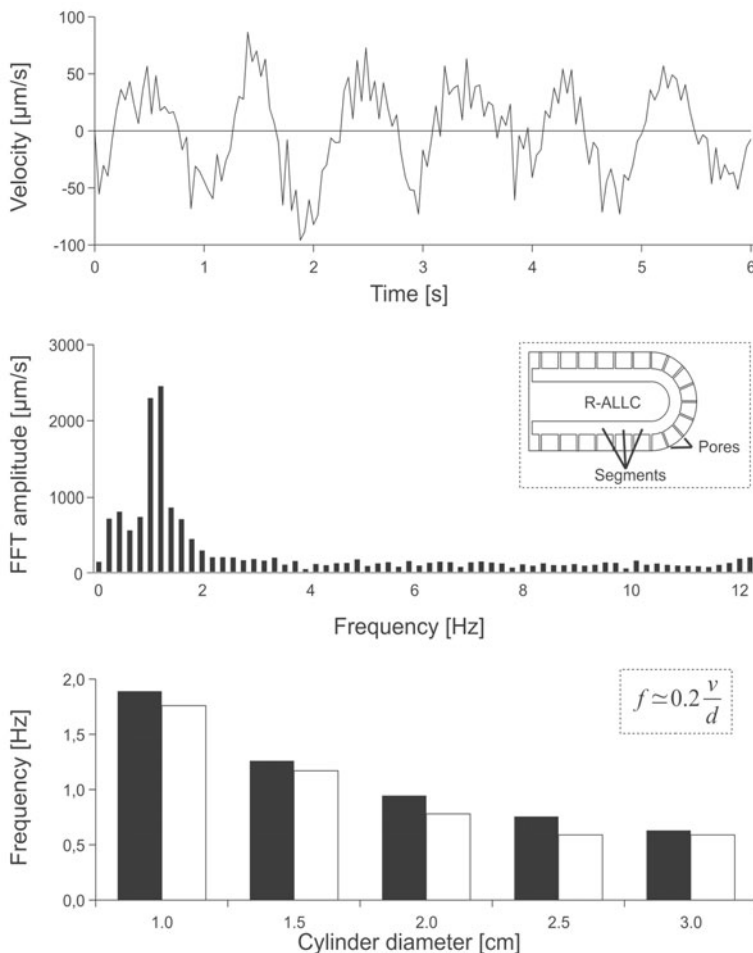 100
50
0
-50
-100
Velocity [µm/s]
0 1 2 3 4 5 6
Time [s]
3000
2000
1000
0
FFT amplitude [µm/s]
R-ALLC
Pores
Segments
0 2 4 6 8 10 12
Frequency [Hz]
2,0
1,5
1,0
0,5
0,0
Frequency [Hz]
f ≃ 0.2 v/d
1.0 1.5 2.0 2.5 3.0
Cylinder diameter [cm]